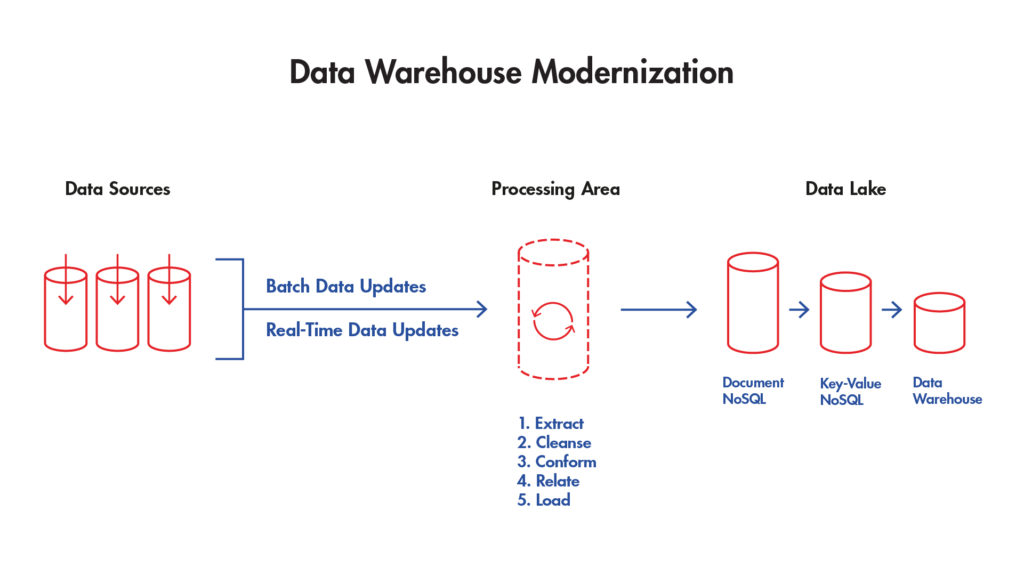 Data Warehouse Modernization
Data Sources
Processing Area
Data Lake
Batch Data Updates
Real-Time Data Updates
Document
NoSQL
Key-Value
NoSQL
Data
Warehouse
1. Extract
2. Cleanse
3. Conform
4. Relate
5. Load